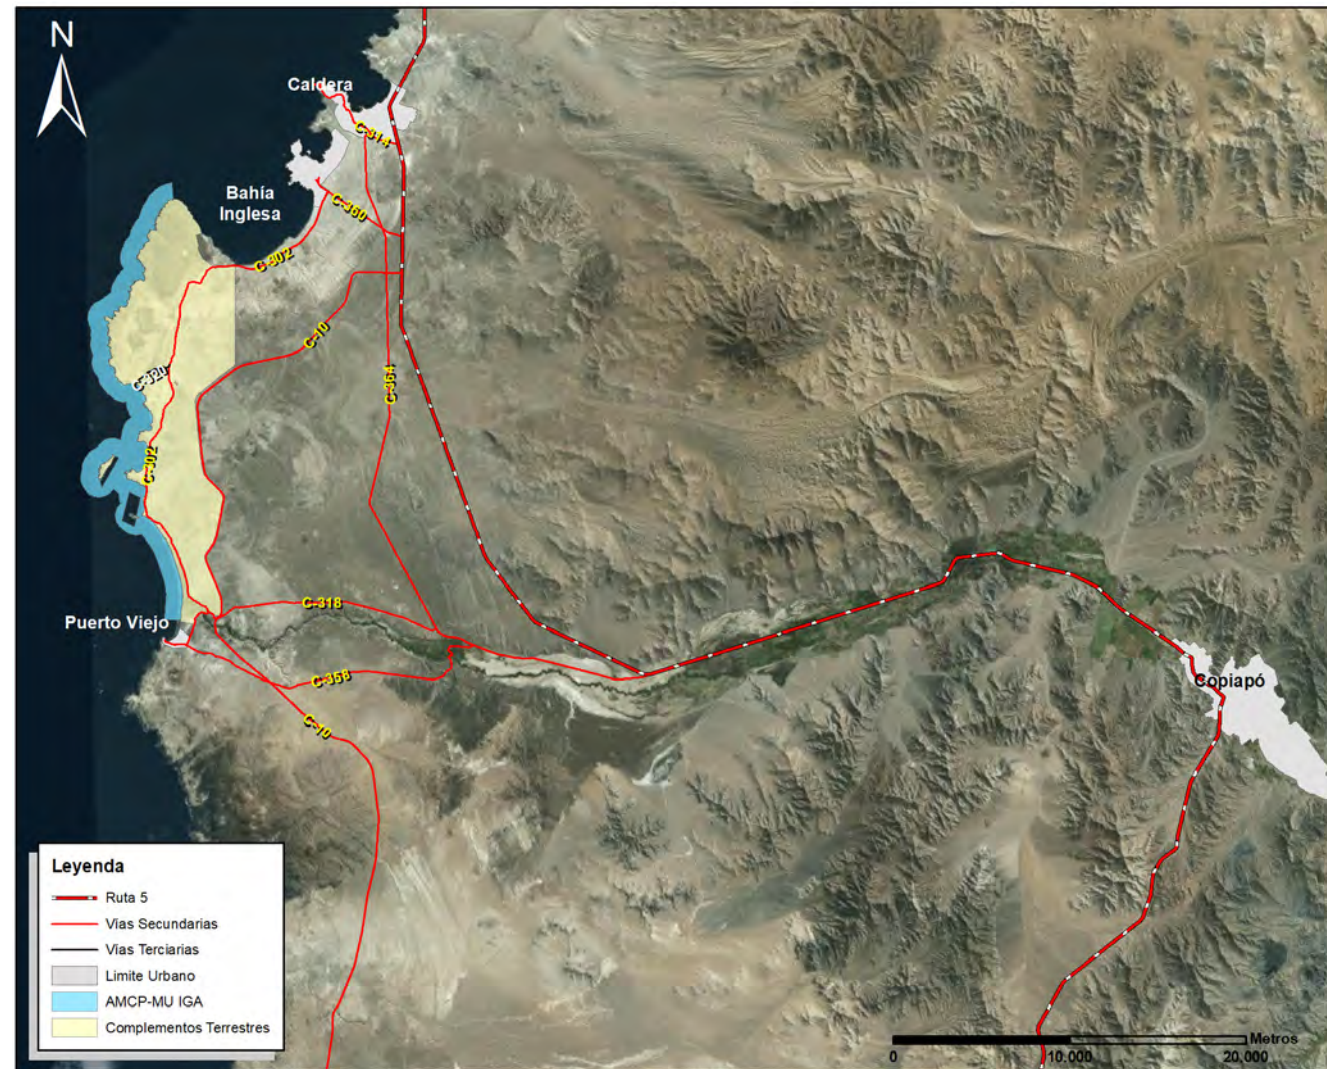 N
Caldera
C-314
Bahía
Inglesa
C-360
C-302
C-10
C-320
C-364
C-302
C-318
Puerto Viejo
C-358
Copiapó
C-10
Leyenda
Ruta 5
Vias Secundarias
Vias Terciarias
Limite Urbano
AMCP-MU IGA
Complementos Terrestres
Metros
0 10.000 20.000